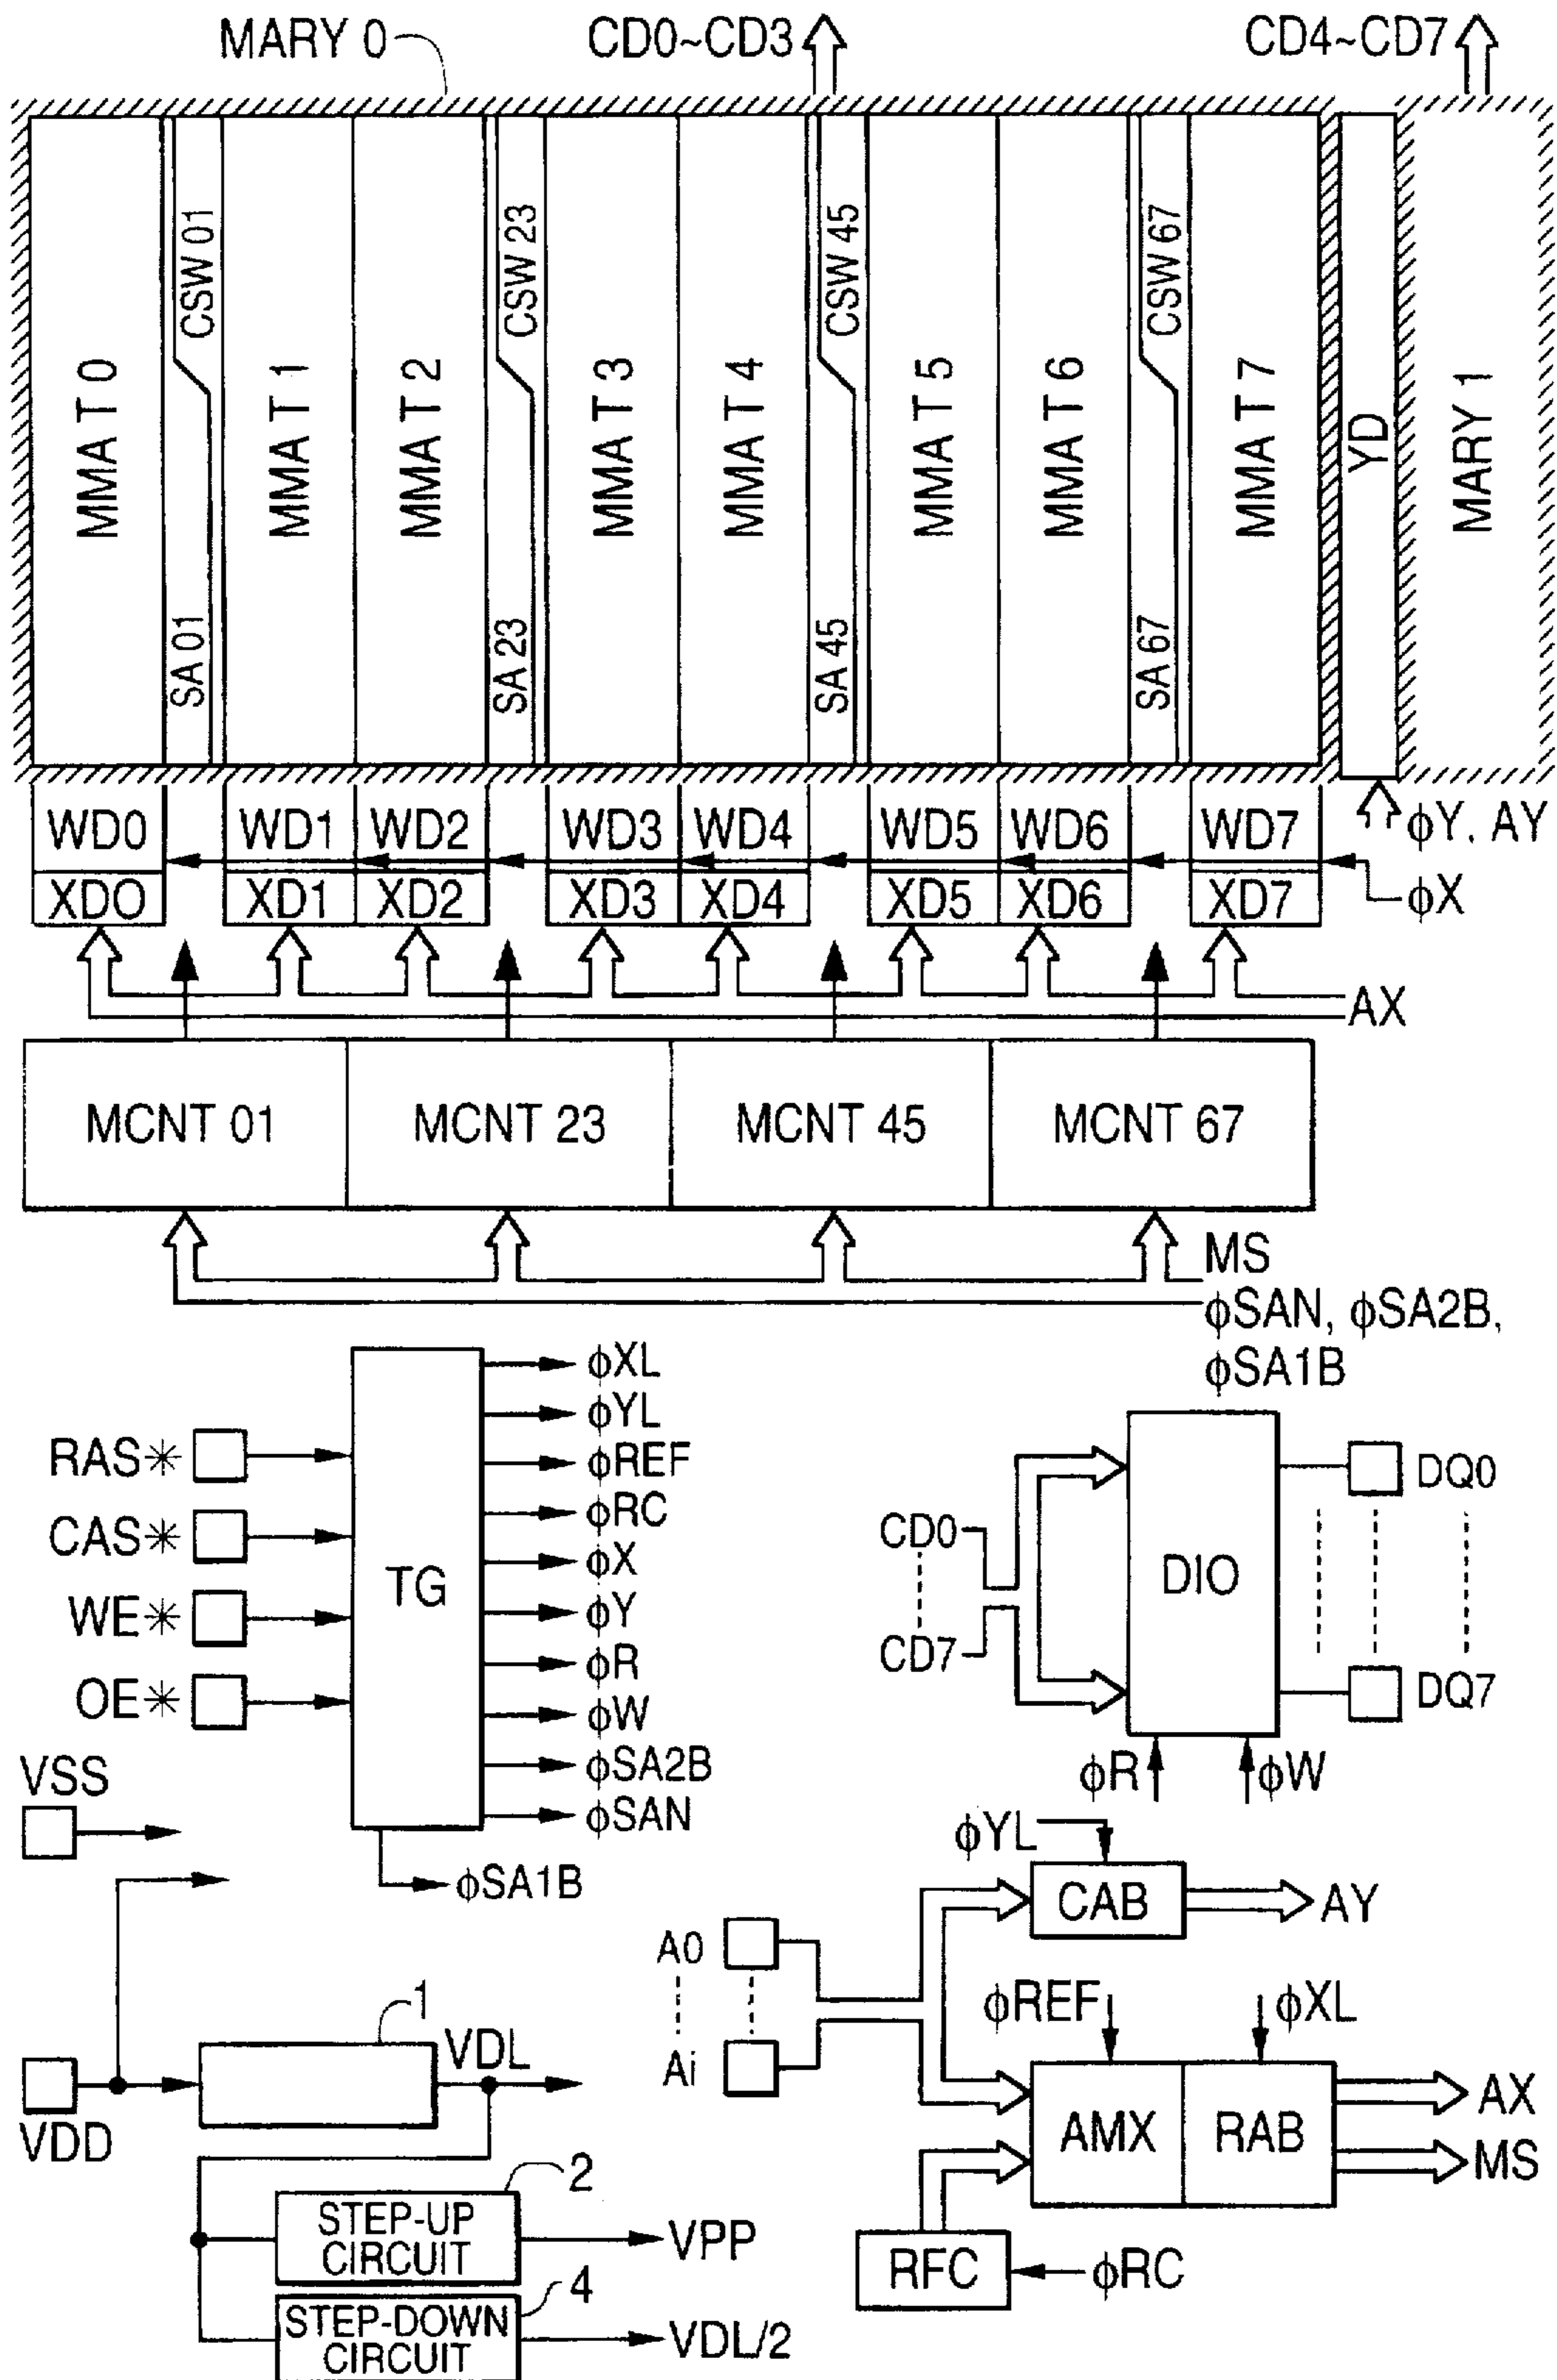 MARY 0
CD0~CD3
CD4~CD7
MMA T 0
SA 01
CSW 01
MMA T 1
MMA T 2
SA 23
CSW 23
MMA T 3
MMA T 4
SA 45
CSW 45
MMA T 5
MMA T 6
SA 67
CSW 67
MMA T 7
YD
MARY 1
WD0 WD1 WD2 WD3 WD4 WD5 WD6 WD7
ϕY, AY
XDO XD1 XD2 XD3 XD4 XD5 XD6 XD7
ϕX
AX
MCNT 01 MCNT 23 MCNT 45 MCNT 67
MS
ϕSAN, ϕSA2B,
ϕSA1B
RAS*
CAS*
WE*
OE*
TG
ϕXL
ϕYL
ϕREF
ϕRC
ϕX
ϕY
ϕR
ϕW
ϕSA2B
ϕSAN
ϕSA1B
CD0
CD7
DIO
DQ0
DQ7
ϕR
ϕW
VSS
VDD
1
VDL
2
STEP-UP
CIRCUIT
VPP
4
STEP-DOWN
CIRCUIT
VDL/2
A0
Ai
ϕYL
CAB
AY
ϕREF
ϕXL
AMX
RAB
AX
MS
RFC
ϕRC